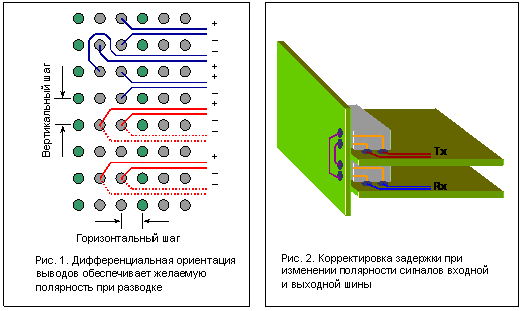 +
−
−
+
+
−
+
−
−
+
−
−
Вертикальный шаг
Горизонтальный шаг
Рис. 1. Дифференциальная ориентация
выводов обеспечивает желаемую
полярность при разводке
Tx
Rx
Рис. 2. Корректировка задержки при
изменении полярности сигналов входной
и выходной шины